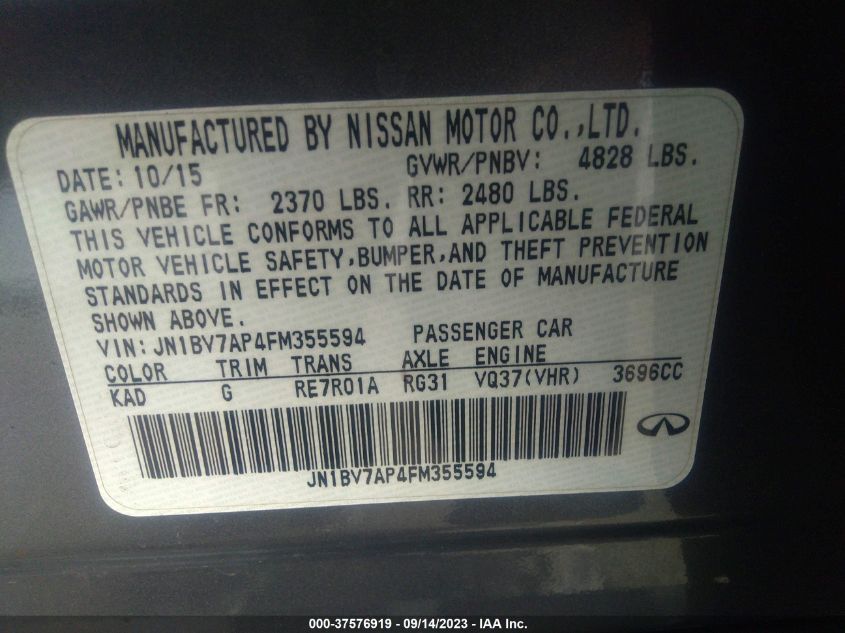 MANUFACTURED BY NISSAN MOTOR CO.,LTD.
DATE: 10/15 GVWR/PNBV: 4828 LBS.
GAWR/PNBE FR: 2370 LBS. RR: 2480 LBS.
THIS VEHICLE CONFORMS TO ALL APPLICABLE FEDERAL
MOTOR VEHICLE SAFETY,BUMPER,AND THEFT PREVENTION
STANDARDS IN EFFECT ON THE DATE OF MANUFACTURE
SHOWN ABOVE.
VIN: JN1BV7AP4FM355594 PASSENGER CAR
COLOR TRIM TRANS AXLE ENGINE
KAD G RE7R01A RG31 VQ37(VHR) 3696CC
JN1BV7AP4FM355594
000-37576919 - 09/14/2023 - IAA Inc.